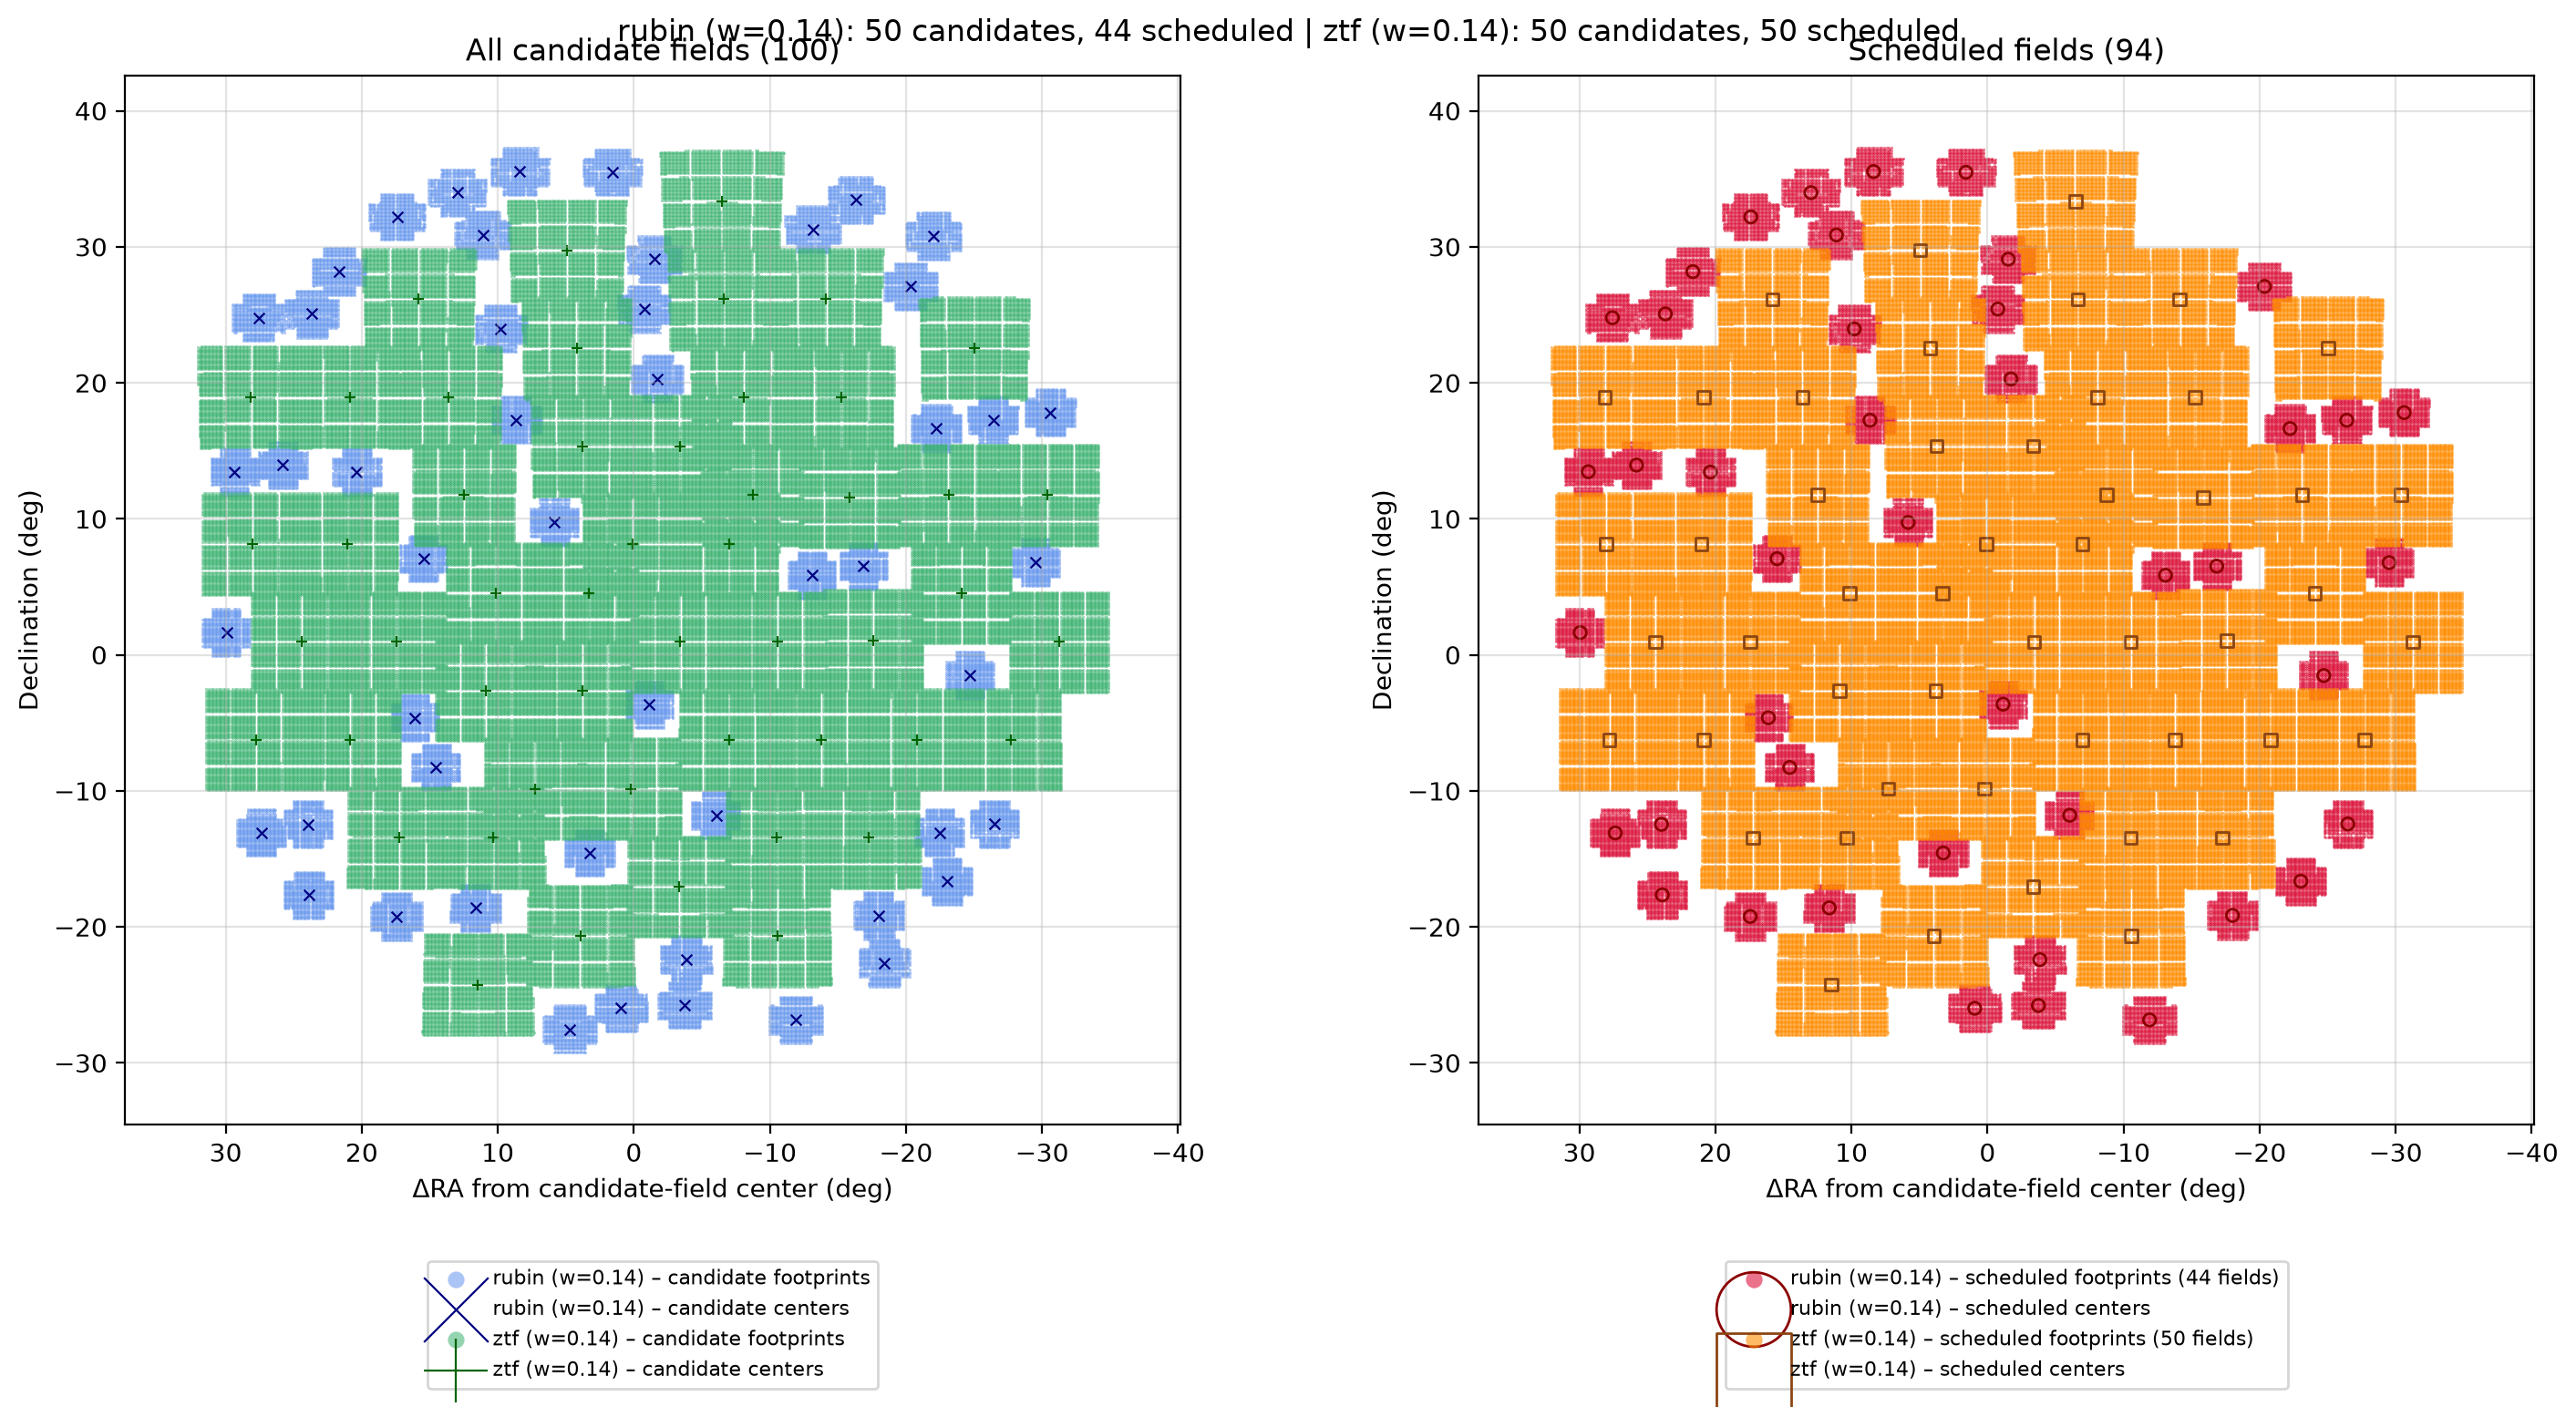 rubin (w=0.14): 50 candidates, 44 scheduled | ztf (w=0.14): 50 candidates, 50 scheduled
All candidate fields (100)
40
30
20
10
0
−10
−20
−30
Declination (deg)
30
20
10
0
−10
−20
−30
−40
ΔRA from candidate-field center (deg)
rubin (w=0.14) – candidate footprints
rubin (w=0.14) – candidate centers
ztf (w=0.14) – candidate footprints
ztf (w=0.14) – candidate centers
Scheduled fields (94)
40
30
20
10
0
−10
−20
−30
Declination (deg)
30
20
10
0
−10
−20
−30
−40
ΔRA from candidate-field center (deg)
rubin (w=0.14) – scheduled footprints (44 fields)
rubin (w=0.14) – scheduled centers
ztf (w=0.14) – scheduled footprints (50 fields)
ztf (w=0.14) – scheduled centers